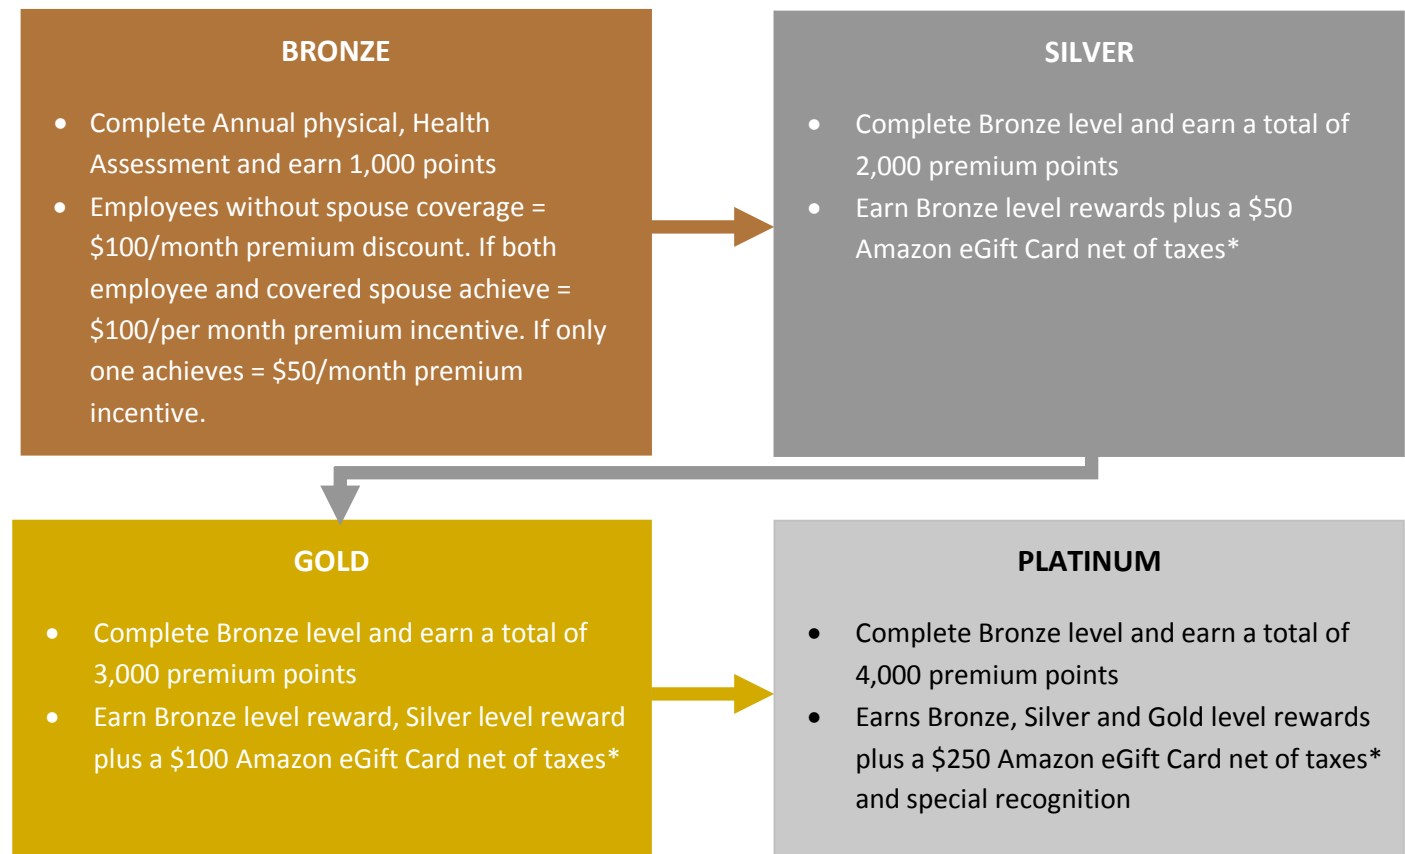 BRONZE
• Complete Annual physical, Health
Assessment and earn 1,000 points
• Employees without spouse coverage =
$100/month premium discount. If both
employee and covered spouse achieve =
$100/per month premium incentive. If only
one achieves = $50/month premium
incentive.
SILVER
• Complete Bronze level and earn a total of
2,000 premium points
• Earn Bronze level rewards plus a $50
Amazon eGift Card net of taxes*
GOLD
• Complete Bronze level and earn a total of
3,000 premium points
• Earn Bronze level reward, Silver level reward
plus a $100 Amazon eGift Card net of taxes*
PLATINUM
• Complete Bronze level and earn a total of
4,000 premium points
• Earns Bronze, Silver and Gold level rewards
plus a $250 Amazon eGift Card net of taxes*
and special recognition